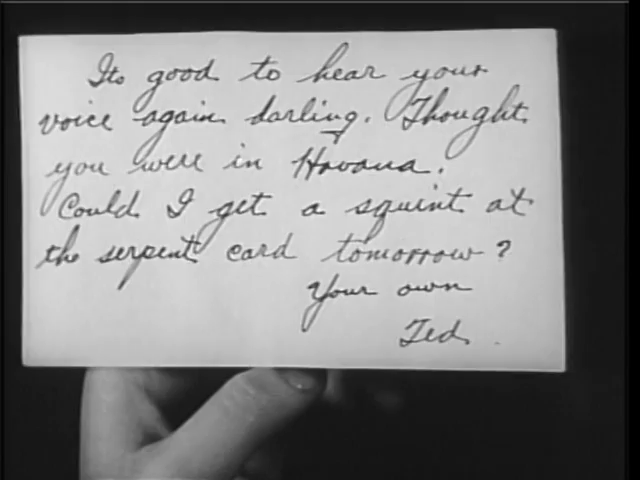 Its good to hear your
voice again darling. Thought
you were in Havana.
Could I get a squint at
the serpent card tomorrow?
Your own
Ted.